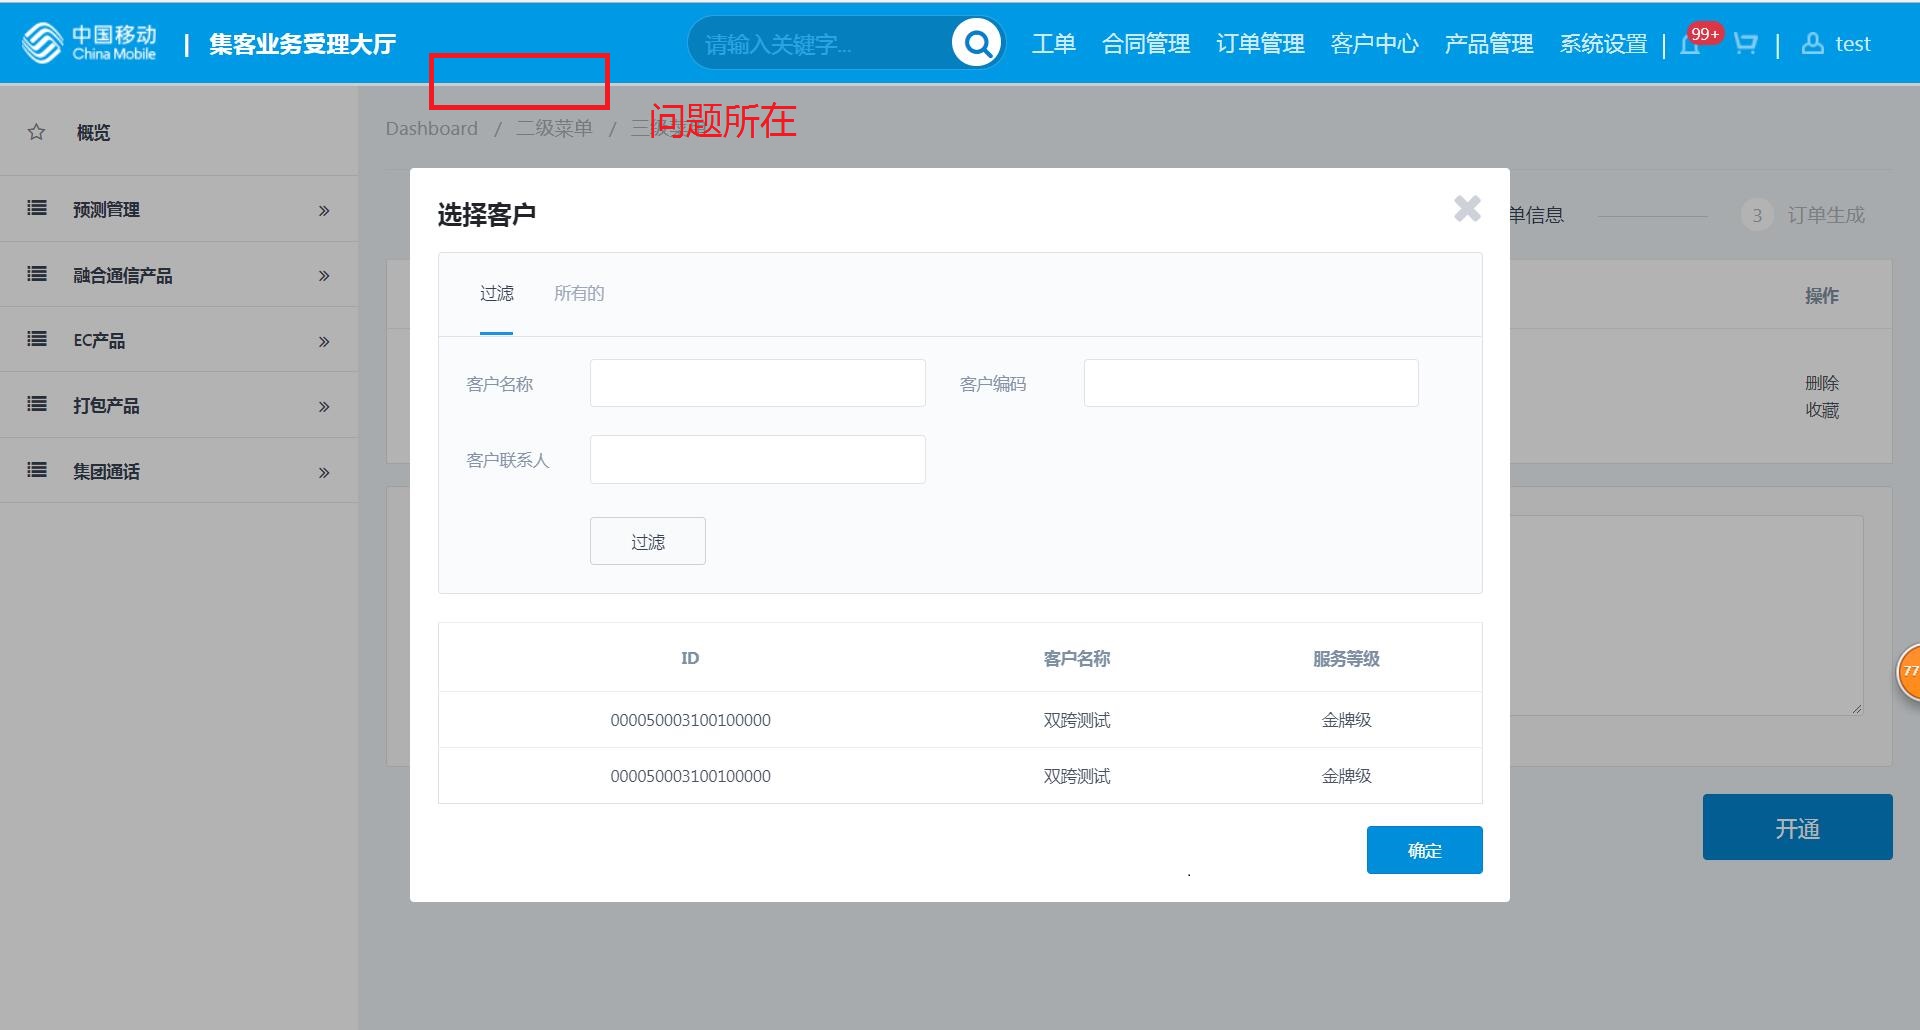 中国移动
China Mobile
| 集客业务受理大厅
请输入关键字...
工单 合同管理 订单管理 客户中心 产品管理 系统设置 | 99+ | test
问题所在
Dashboard / 二级菜单 / 三级菜单
概览
预测管理 »
融合通信产品 »
EC产品 »
打包产品 »
集团通话 »
单信息
3 订单生成
操作
删除
收藏
开通
77
选择客户
过滤 所有的
客户名称 客户编码
客户联系人
过滤
ID 客户名称 服务等级
000050003100100000 双跨测试 金牌级
000050003100100000 双跨测试 金牌级
确定